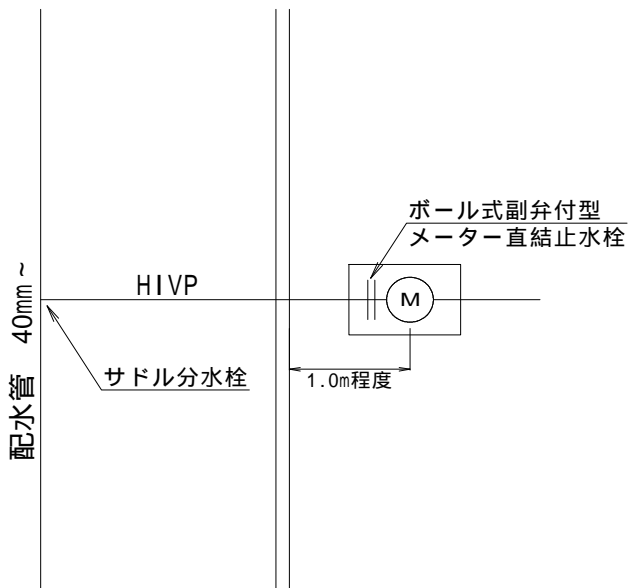 ボール式副弁付型
メーター直結止水栓
HIVP
M
サドル分水栓
1.0m程度
配水管 40mm～